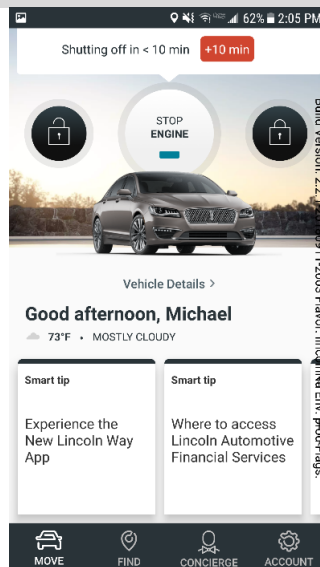 62% 2:05 PM
Shutting off in < 10 min +10 min
STOP
ENGINE
Vehicle Details >
Good afternoon, Michael
73°F • MOSTLY CLOUDY
Smart tip
Experience the
New Lincoln Way
App
Smart tip
Where to access
Lincoln Automotive
Financial Services
MOVE FIND CONCIERGE ACCOUNT
Build Version: